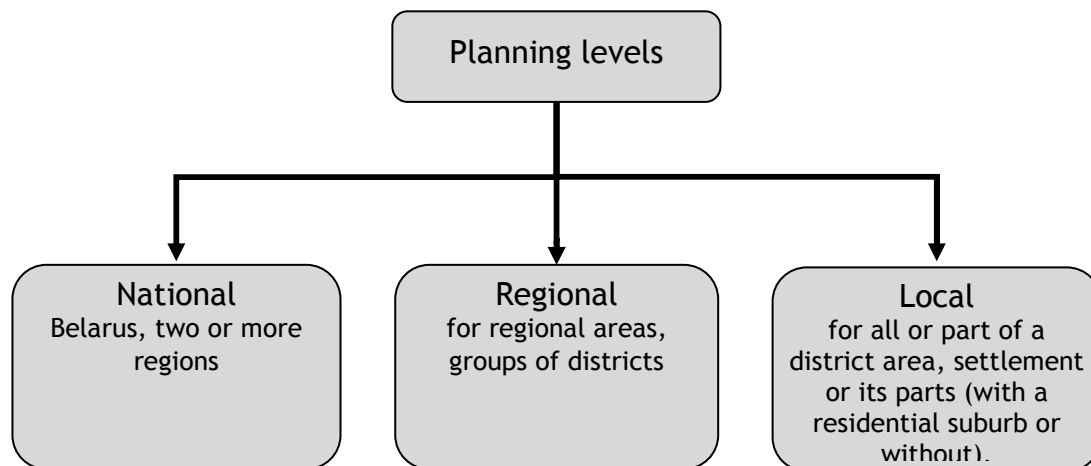 Planning levels
National
Belarus, two or more
regions
Regional
for regional areas,
groups of districts
Local
for all or part of a
district area, settlement
or its parts (with a
residential suburb or
without).